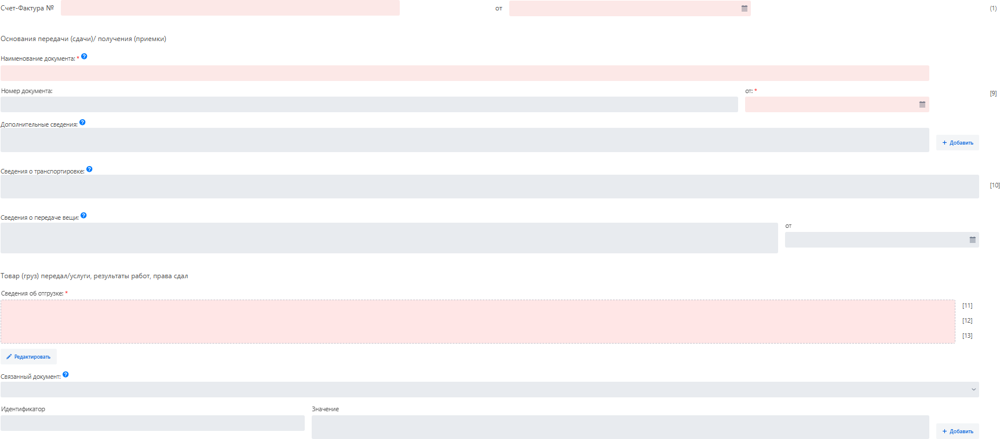 Счет-Фактура № от (1)
Основания передачи (сдачи)/ получения (приемки)
Наименование документа: * ?
Номер документа: от: * [9]
Дополнительные сведения: ?
+ Добавить
Сведения о транспортировке: ?
[10]
Сведения о передаче вещи: ?
от
Товар (груз) передал/услуги, результаты работ, права сдал
Сведения об отгрузке: *
[11]
[12]
[13]
Редактировать
Связанный документ: ?
Идентификатор Значение
+ Добавить